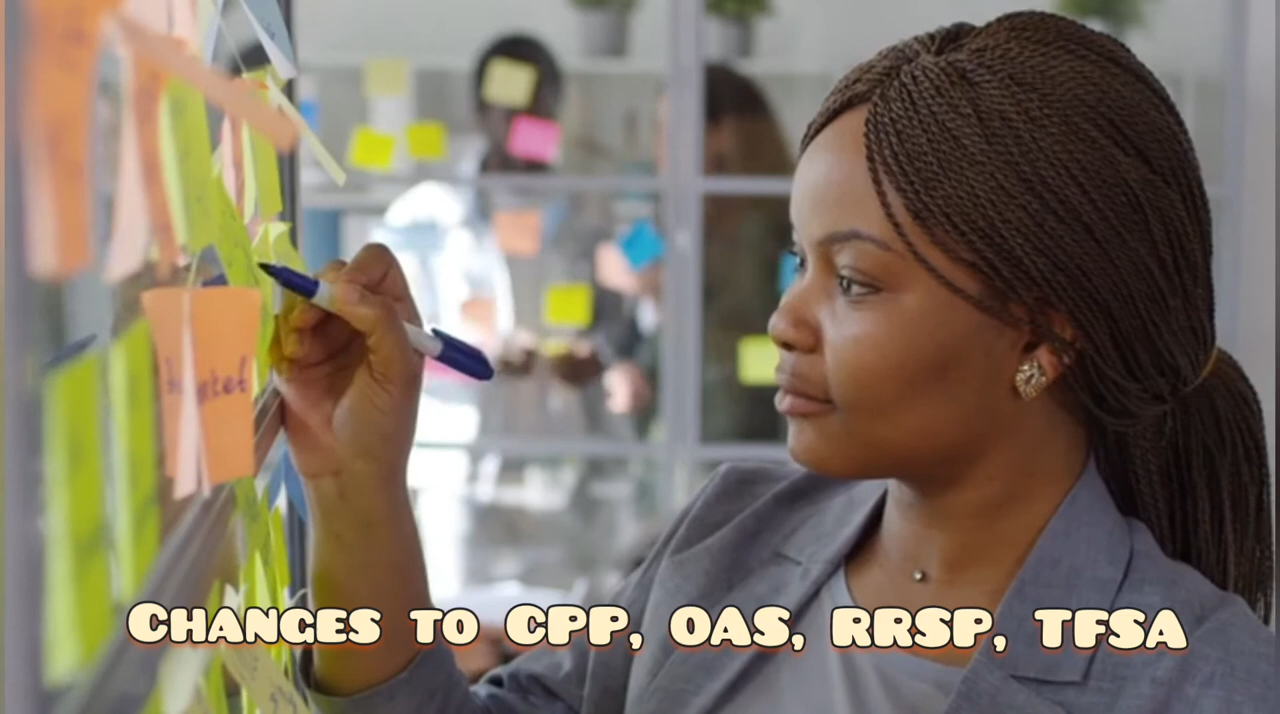 CHANGES TO CPP, OAS, RRSP, TFSA